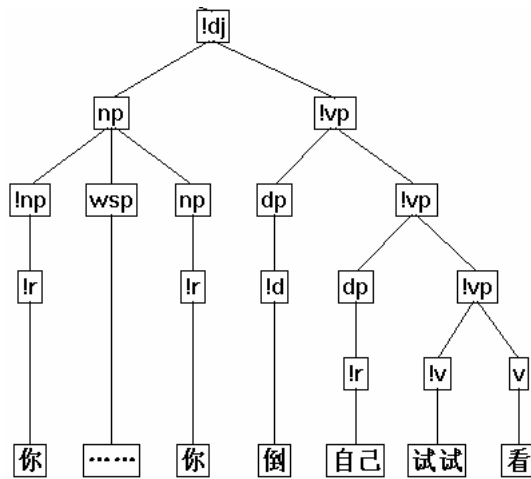 !dj
np !vp
!np wsp np dp !vp
!r !r !d dp !vp
!r !v v
你 …… 你 倒 自己 试试 看